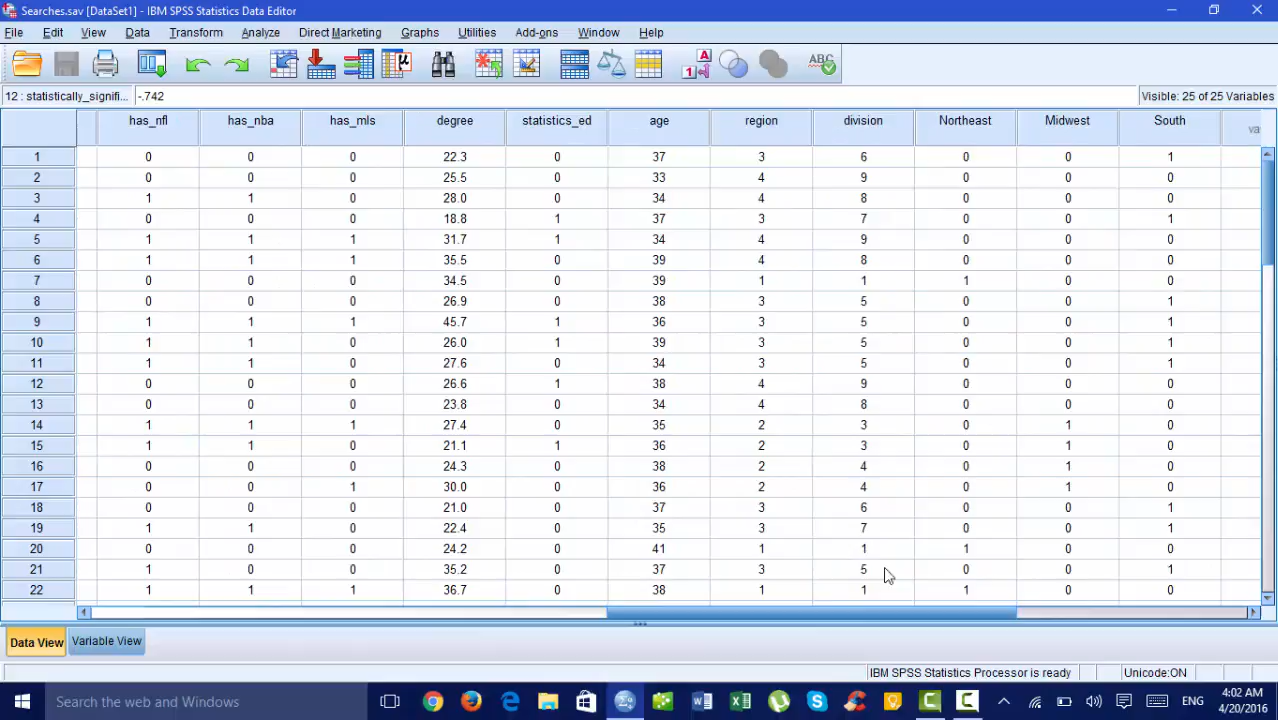 Searches.sav [DataSet1] - IBM SPSS Statistics Data Editor
File Edit View Data Transform Analyze Direct Marketing Graphs Utilities Add-ons Window Help
12 : statistically_signifi... -.742 Visible: 25 of 25 Variables
has_nfl has_nba has_mls degree statistics_ed age region division Northeast Midwest South va
1 0 0 0 22.3 0 37 3 6 0 0 1
2 0 0 0 25.5 0 33 4 9 0 0 0
3 1 1 0 28.0 0 34 4 8 0 0 0
4 0 0 0 18.8 1 37 3 7 0 0 1
5 1 1 1 31.7 1 34 4 9 0 0 0
6 1 1 1 35.5 0 39 4 8 0 0 0
7 0 0 0 34.5 0 39 1 1 1 0 0
8 0 0 0 26.9 0 38 3 5 0 0 1
9 1 1 1 45.7 1 36 3 5 0 0 1
10 1 1 0 26.0 1 39 3 5 0 0 1
11 1 1 0 27.6 0 34 3 5 0 0 1
12 0 0 0 26.6 1 38 4 9 0 0 0
13 0 0 0 23.8 0 34 4 8 0 0 0
14 1 1 1 27.4 0 35 2 3 0 1 0
15 1 1 0 21.1 1 36 2 3 0 1 0
16 0 0 0 24.3 0 38 2 4 0 1 0
17 0 0 1 30.0 0 36 2 4 0 1 0
18 0 0 0 21.0 0 37 3 6 0 0 1
19 1 1 0 22.4 0 35 3 7 0 0 1
20 0 0 0 24.2 0 41 1 1 1 0 0
21 1 0 0 35.2 0 37 3 5 0 0 1
22 1 1 1 36.7 0 38 1 1 1 0 0
Data View Variable View
IBM SPSS Statistics Processor is ready Unicode:ON
Search the web and Windows ENG 4:02 AM
4/20/2016